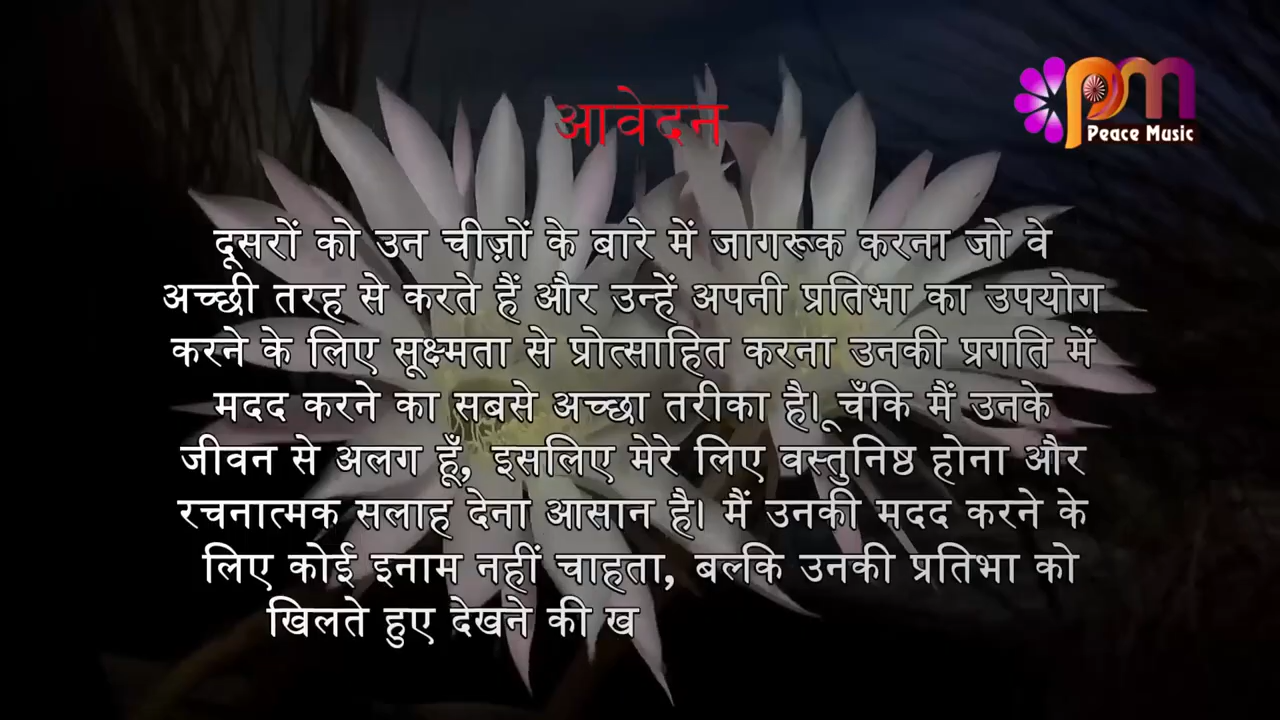 आवेदन
pm
Peace Music
दूसरों को उन चीज़ों के बारे में जागरूक करना जो वे
अच्छी तरह से करते हैं और उन्हें अपनी प्रतिभा का उपयोग
करने के लिए सूक्ष्मता से प्रोत्साहित करना उनकी प्रगति में
मदद करने का सबसे अच्छा तरीका है। चूँकि मैं उनके
जीवन से अलग हूँ, इसलिए मेरे लिए वस्तुनिष्ठ होना और
रचनात्मक सलाह देना आसान है। मैं उनकी मदद करने के
लिए कोई इनाम नहीं चाहता, बल्कि उनकी प्रतिभा को
खिलते हुए देखने की ख